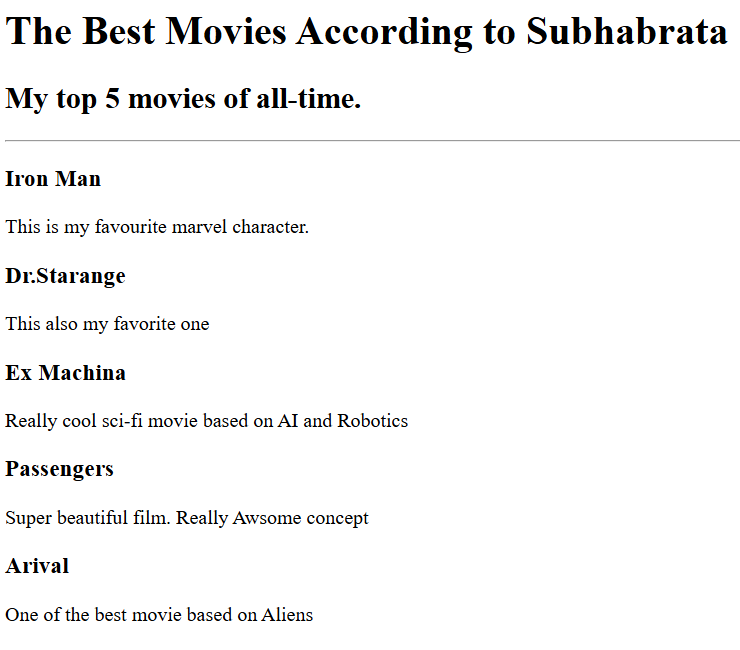 The Best Movies According to Subhabrata
My top 5 movies of all-time.
Iron Man
This is my favourite marvel character.
Dr.Starange
This also my favorite one
Ex Machina
Really cool sci-fi movie based on AI and Robotics
Passengers
Super beautiful film. Really Awsome concept
Arival
One of the best movie based on Aliens